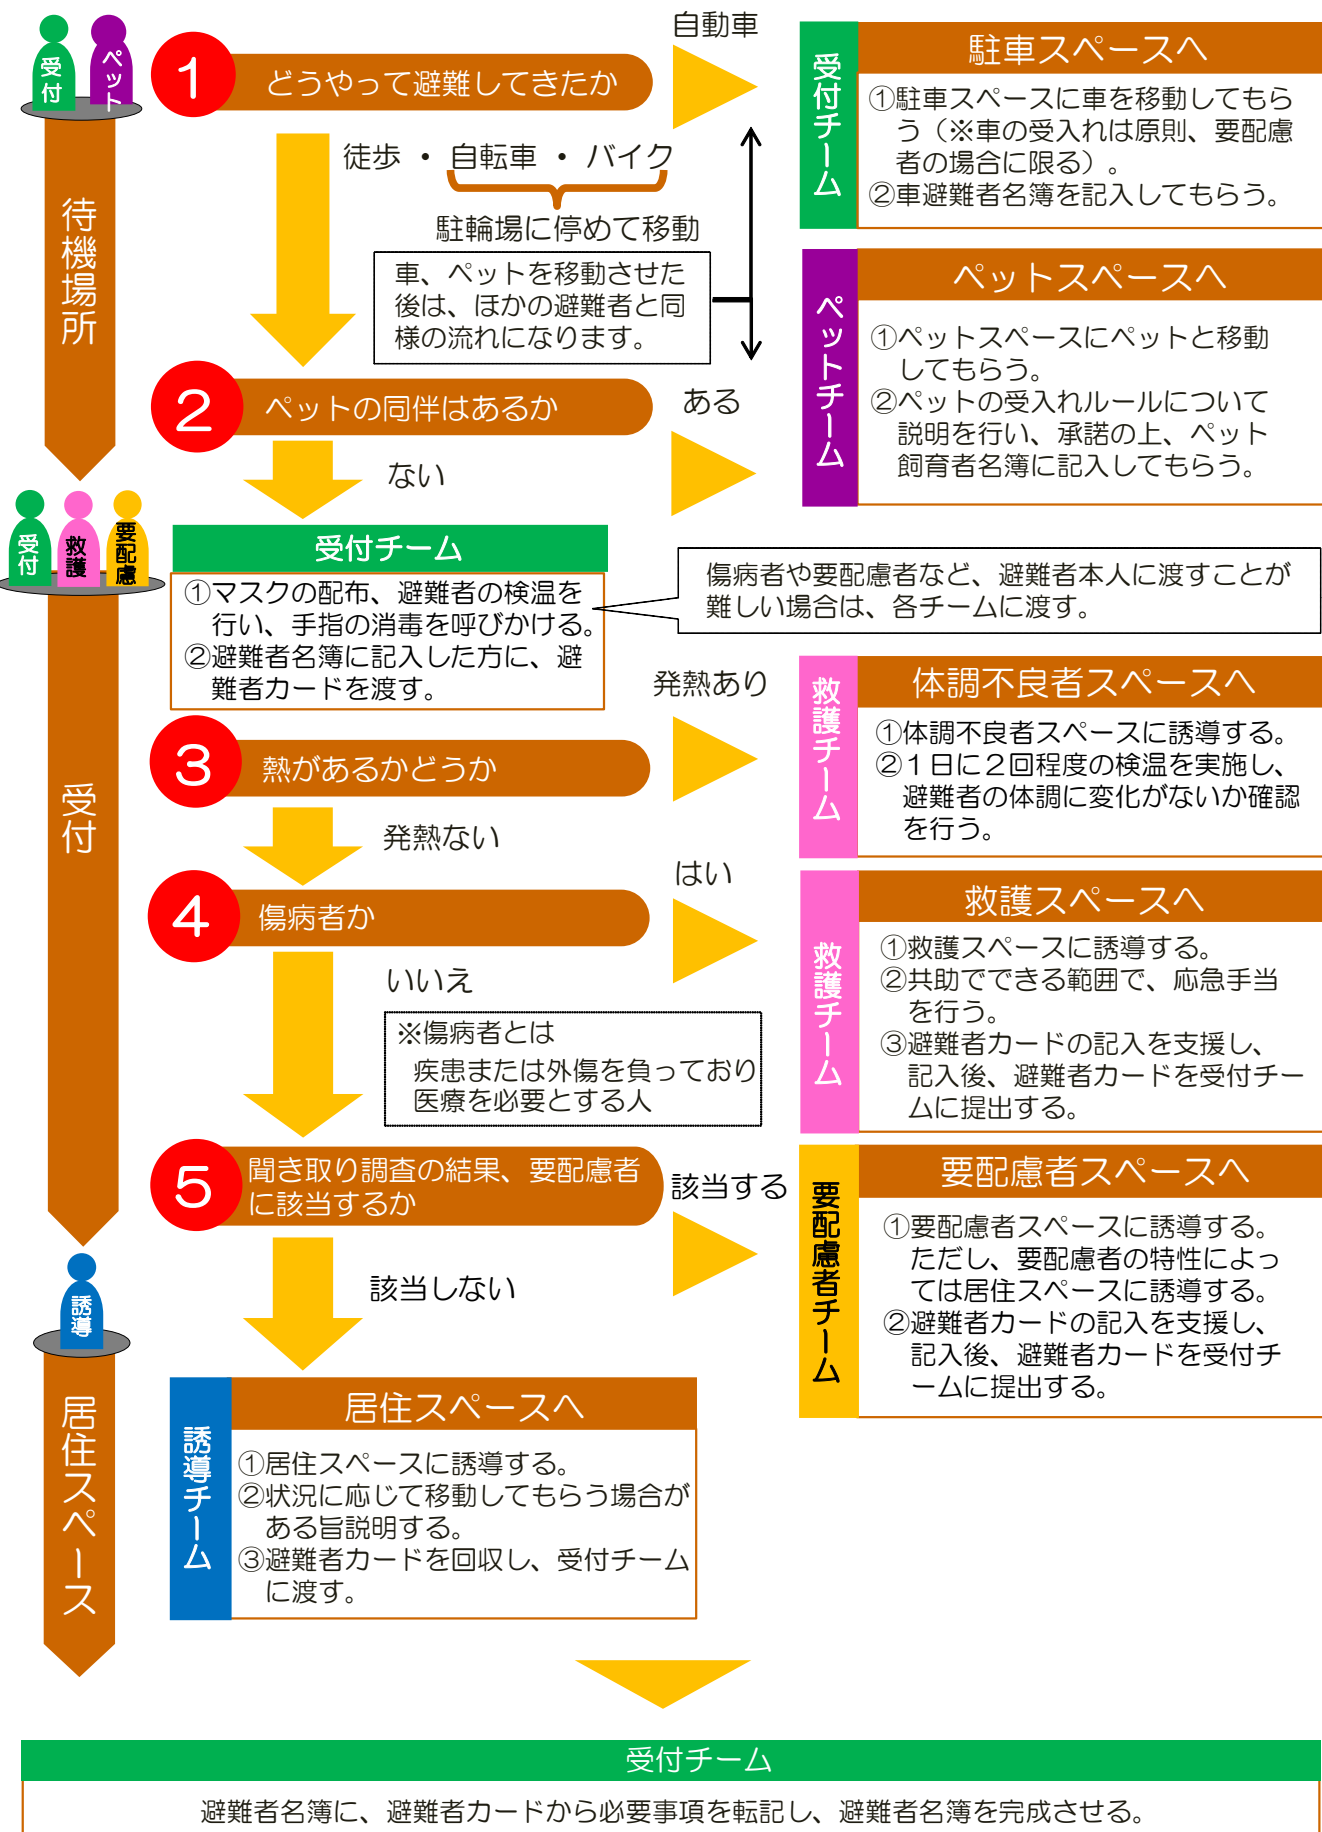 受付
ペット
待機場所
1
どうやって避難してきたか
自動車
徒歩 ・ 自転車 ・ バイク
駐輪場に停めて移動
車、ペットを移動させた
後は、ほかの避難者と同
様の流れになります。
受付チーム
駐車スペースへ
①駐車スペースに車を移動してもら
う（※車の受入れは原則、要配慮
者の場合に限る）。
②車避難者名簿を記入してもらう。
2
ペットの同伴はあるか
ある
ない
ペットチーム
ペットスペースへ
①ペットスペースにペットと移動
してもらう。
②ペットの受入れルールについて
説明を行い、承諾の上、ペット
飼育者名簿に記入してもらう。
受付
救護
要配慮
受付
受付チーム
①マスクの配布、避難者の検温を
行い、手指の消毒を呼びかける。
②避難者名簿に記入した方に、避
難者カードを渡す。
傷病者や要配慮者など、避難者本人に渡すことが
難しい場合は、各チームに渡す。
3
熱があるかどうか
発熱あり
発熱ない
救護チーム
体調不良者スペースへ
①体調不良者スペースに誘導する。
②１日に２回程度の検温を実施し、
避難者の体調に変化がないか確認
を行う。
4
傷病者か
はい
いいえ
※傷病者とは
疾患または外傷を負っており
医療を必要とする人
救護チーム
救護スペースへ
①救護スペースに誘導する。
②共助でできる範囲で、応急手当
を行う。
③避難者カードの記入を支援し、
記入後、避難者カードを受付チー
ムに提出する。
5
聞き取り調査の結果、要配慮者
に該当するか
該当する
該当しない
要配慮者チーム
要配慮者スペースへ
①要配慮者スペースに誘導する。
ただし、要配慮者の特性によっ
ては居住スペースに誘導する。
②避難者カードの記入を支援し、
記入後、避難者カードを受付チ
ームに提出する。
誘導
居住スペース
誘導チーム
居住スペースへ
①居住スペースに誘導する。
②状況に応じて移動してもらう場合が
ある旨説明する。
③避難者カードを回収し、受付チーム
に渡す。
受付チーム
避難者名簿に、避難者カードから必要事項を転記し、避難者名簿を完成させる。